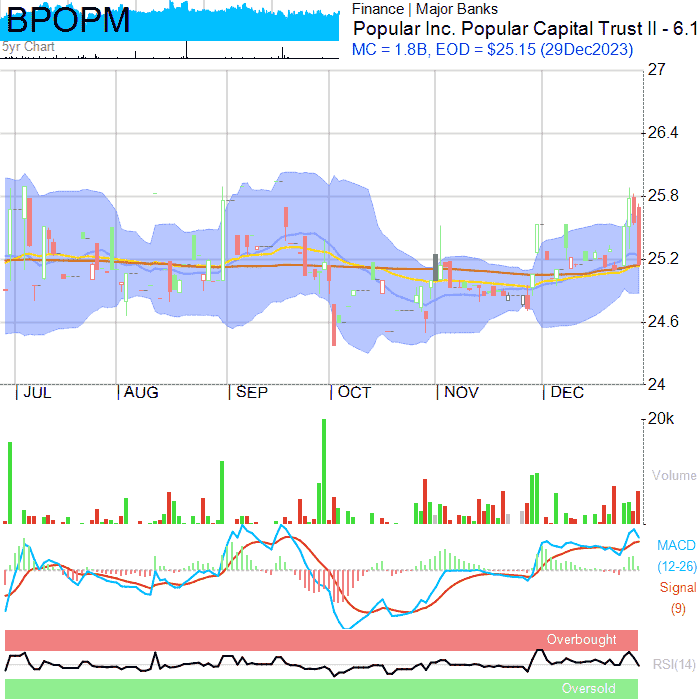 BPOPM
5yr Chart
Finance | Major Banks
Popular Inc. Popular Capital Trust II - 6.1
MC = 1.8B, EOD = $25.15 (29Dec2023)
27
26.4
25.8
25.2
24.6
24
| JUL | AUG | SEP | OCT | NOV | DEC
20k
Volume
MACD
(12-26)
Signal
(9)
Overbought
RSI(14)
Oversold